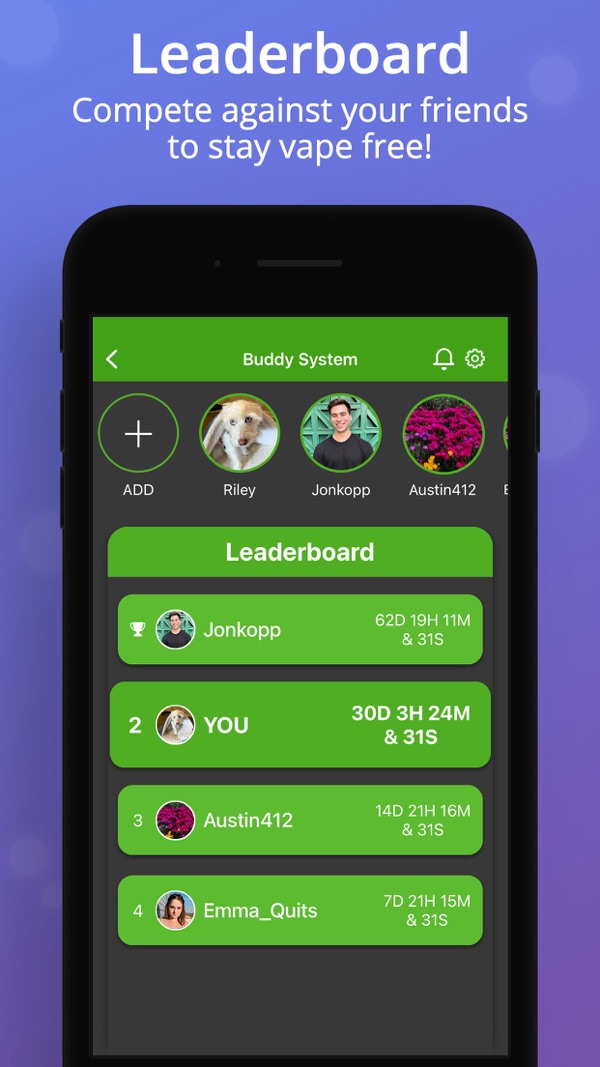 Leaderboard
Compete against your friends
to stay vape free!
Buddy System
ADD
Riley
Jonkopp
Austin412
Leaderboard
Jonkopp
62D 19H 11M
& 31S
2
YOU
30D 3H 24M
& 31S
3
Austin412
14D 21H 16M
& 31S
4
Emma_Quits
7D 21H 15M
& 31S